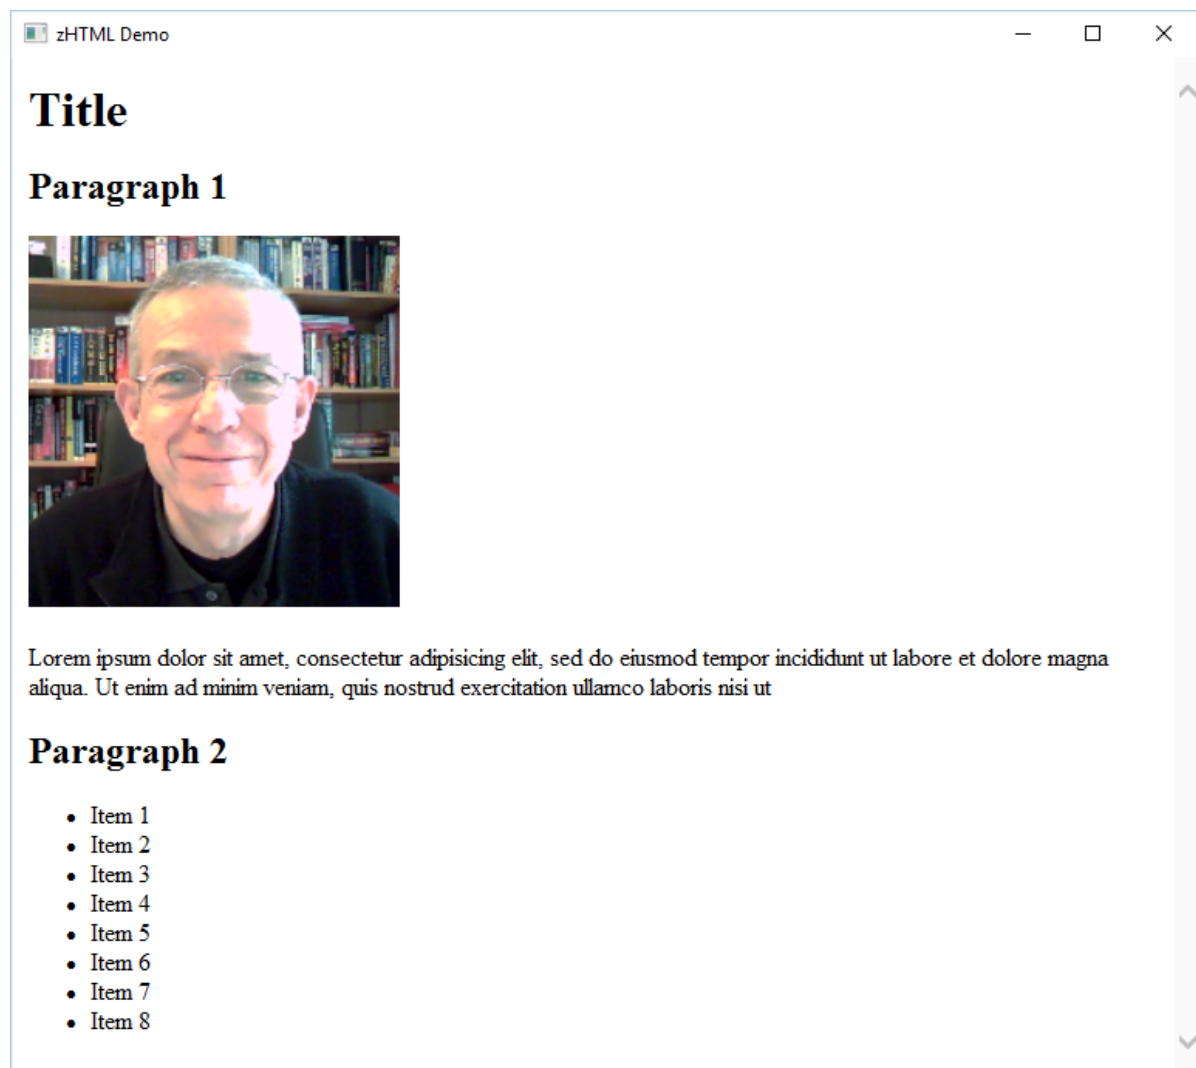 zHTML Demo
Title
Paragraph 1
Lorem ipsum dolor sit amet, consectetur adipisicing elit, sed do eiusmod tempor incididunt ut labore et dolore magna
aliqua. Ut enim ad minim veniam, quis nostrud exercitation ullamco laboris nisi ut
Paragraph 2
• Item 1
• Item 2
• Item 3
• Item 4
• Item 5
• Item 6
• Item 7
• Item 8